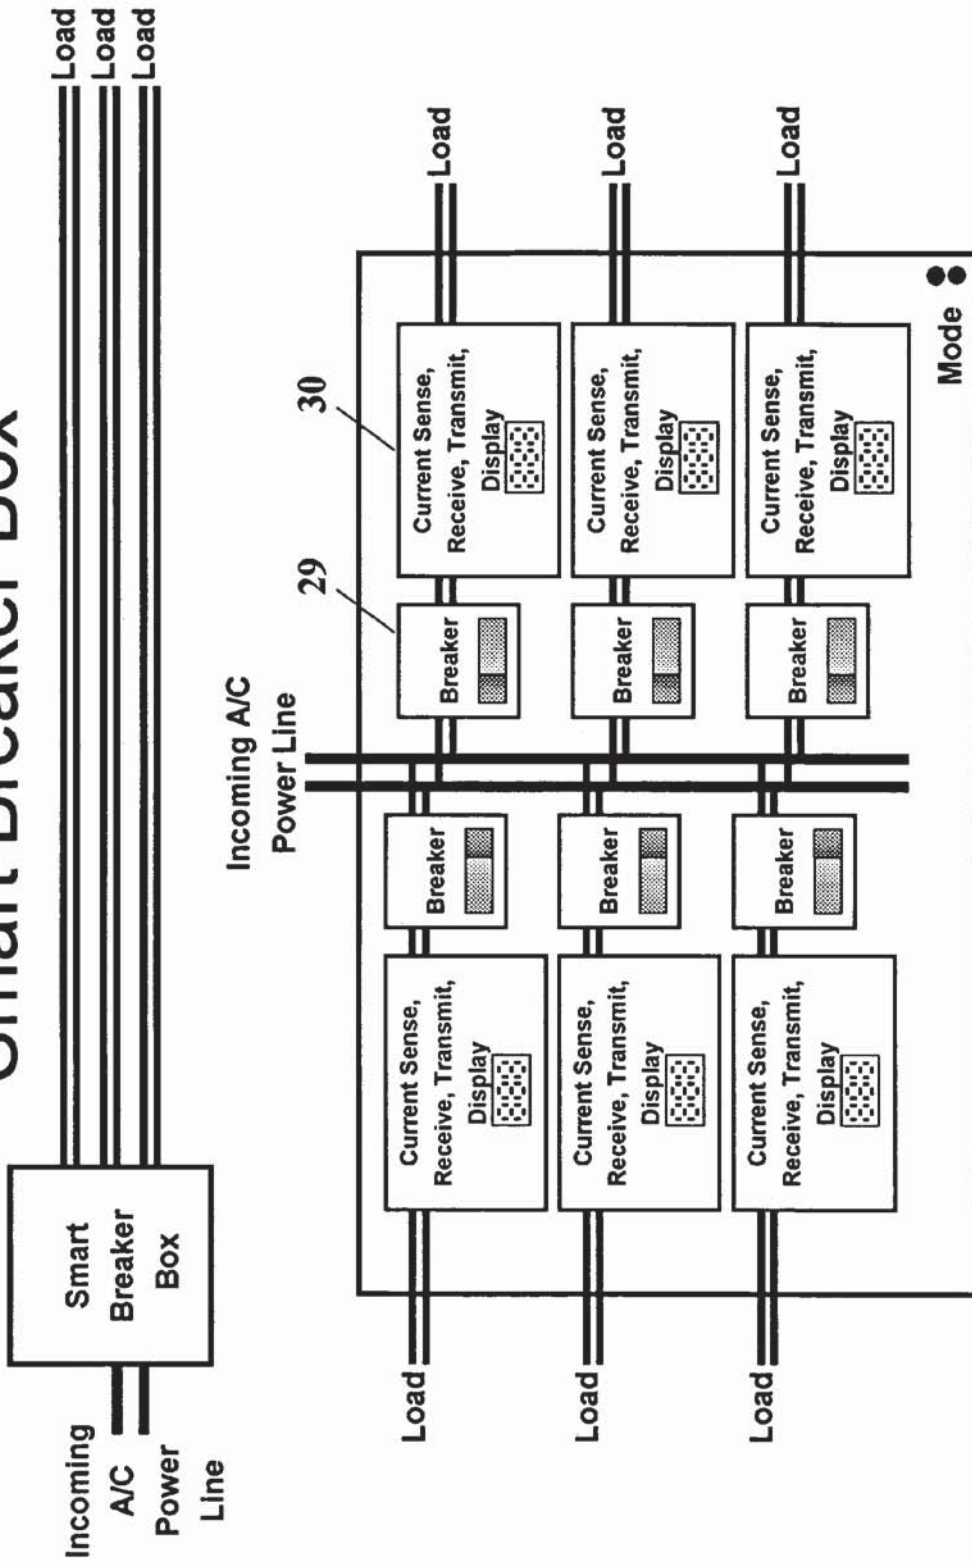 Smart Breaker Box
Incoming
A/C
Power
Line
Smart
Breaker
Box
Load
Load
Load
Incoming A/C
Power Line
29
30
Load
Current Sense,
Receive, Transmit,
Display
Breaker
Breaker
Current Sense,
Receive, Transmit,
Display
Load
Load
Current Sense,
Receive, Transmit,
Display
Breaker
Breaker
Current Sense,
Receive, Transmit,
Display
Load
Load
Current Sense,
Receive, Transmit,
Display
Breaker
Breaker
Current Sense,
Receive, Transmit,
Display
Load
Mode